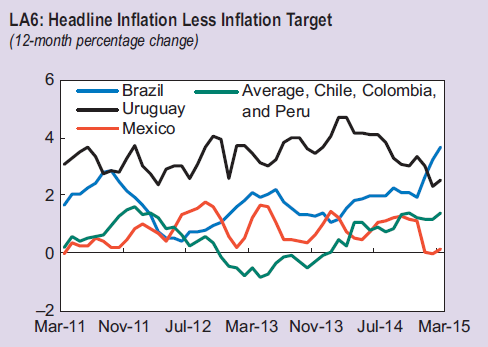 LA6: Headline Inflation Less Inflation Target
(12-month percentage change)
6
4
2
0
–2
Brazil
Uruguay
Mexico
Average, Chile, Colombia,
and Peru
Mar-11 Nov-11 Jul-12 Mar-13 Nov-13 Jul-14 Mar-15